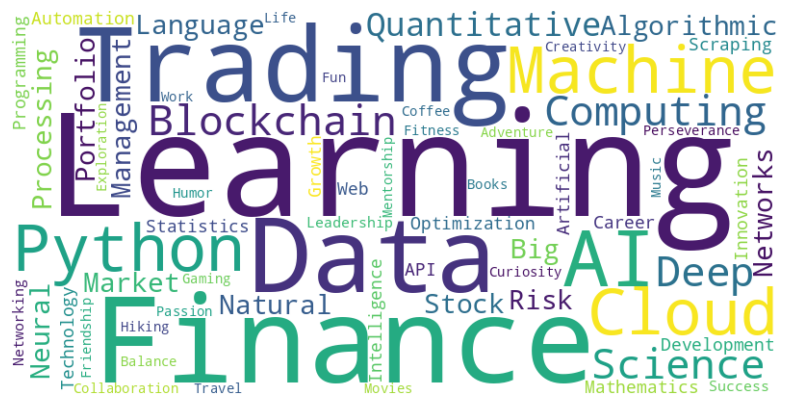 Automation
Language
Life
Quantitative
Algorithmic
Programming
Trading
Creativity
Scraping
Machine
Fun
Portfolio
Management
Processing
Work
Coffee
Computing
Blockchain
Fitness
Adventure
Perseverance
Exploration
Learning
Growth
Mentorship
Artificial
Music
Innovation
Networks
Humor
Web
Books
Leadership
Statistics
Optimization
Career
Python
Data
Big
AI
Deep
API
Curiosity
Market
Gaming
Intelligence
Networking
Neural
Technology
Friendship
Passion
Natural
Stock
Risk
Cloud
Hiking
Finance
Development
Balance
Science
Collaboration
Travel
Movies
Mathematics
Success